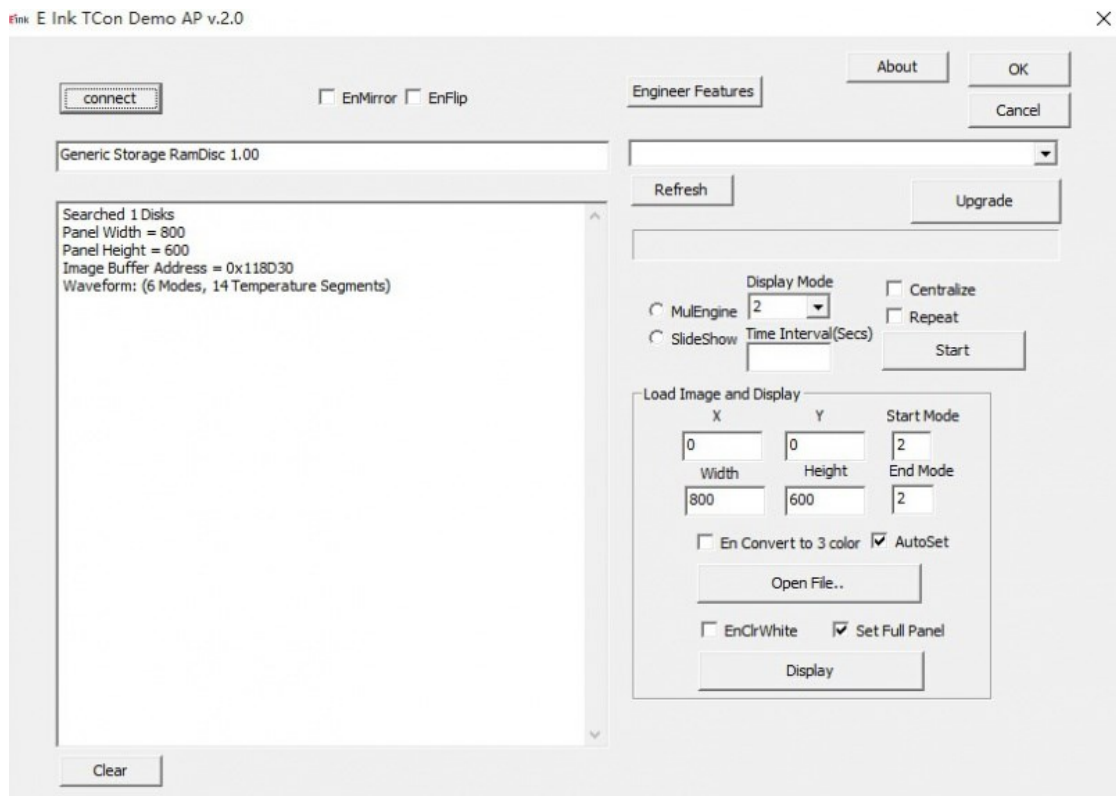 E Ink E Ink TCon Demo AP v.2.0
connect
EnMirror EnFlip
Engineer Features
About
OK
Cancel
Generic Storage RamDisc 1.00
Refresh
Upgrade
Searched 1 Disks
Panel Width = 800
Panel Height = 600
Image Buffer Address = 0x118D30
Waveform: (6 Modes, 14 Temperature Segments)
Display Mode
MulEngine 2
Centralize
Repeat
SlideShow Time Interval(Secs)
Start
Load Image and Display
X Y Start Mode
0 0 2
Width Height End Mode
800 600 2
En Convert to 3 color AutoSet
Open File..
EnClrWhite Set Full Panel
Display
Clear